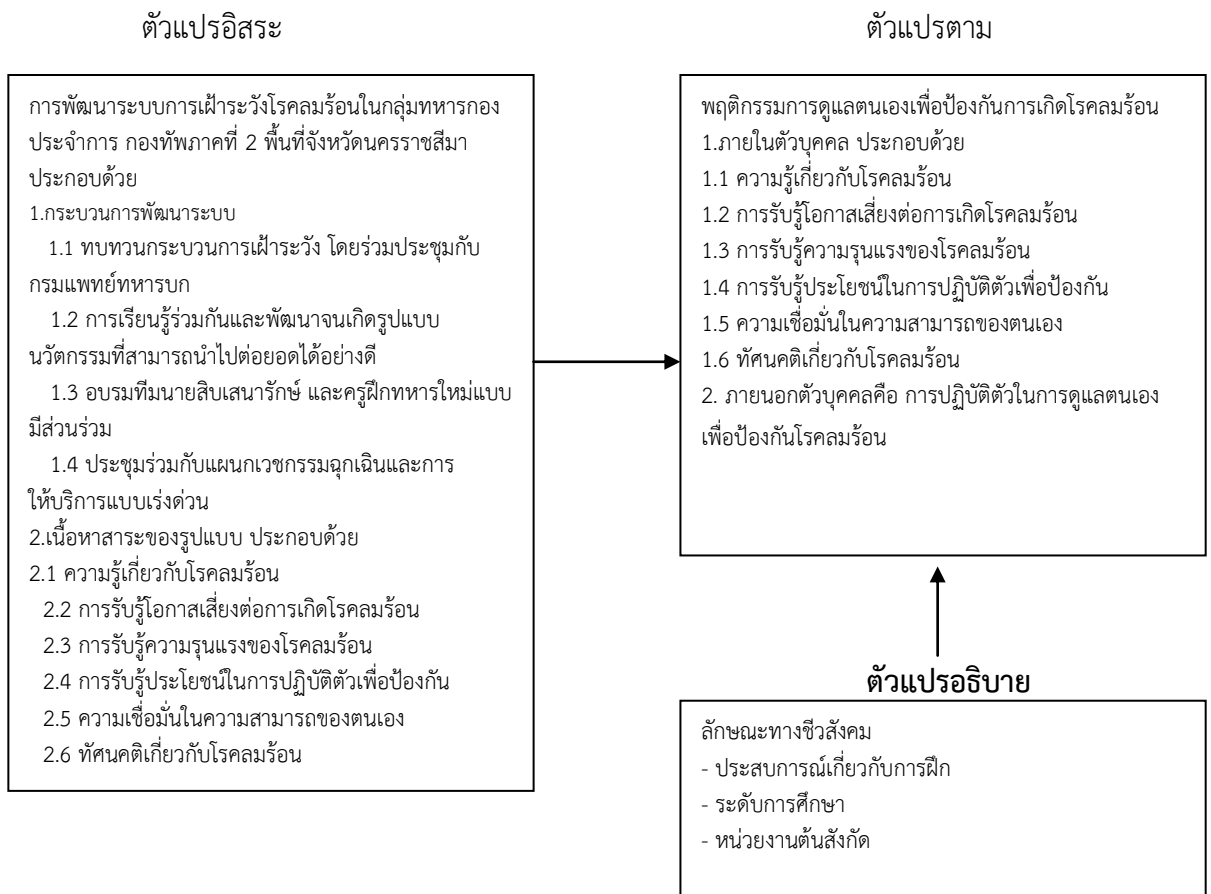 ตัวแปรอิสระ
การพัฒนาระบบการเฝ้าระวังโรคลมร้อนในกลุ่มทหารกอง
ประจำการ กองทัพภาคที่ 2 พื้นที่จังหวัดนครราชสีมา
ประกอบด้วย
1.กระบวนการพัฒนาระบบ
1.1 ทบทวนกระบวนการเฝ้าระวัง โดยร่วมประชุมกับ
กรมแพทย์ทหารบก
1.2 การเรียนรู้ร่วมกันและพัฒนาจนเกิดรูปแบบ
นวัตกรรมที่สามารถนำไปต่อยอดได้อย่างดี
1.3 อบรมทีมนายสิบเสนารักษ์ และครูฝึกทหารใหม่แบบ
มีส่วนร่วม
1.4 ประชุมร่วมกับแผนกเวชกรรมฉุกเฉินและการ
ให้บริการแบบเร่งด่วน
2.เนื้อหาสาระของรูปแบบ ประกอบด้วย
2.1 ความรู้เกี่ยวกับโรคลมร้อน
2.2 การรับรู้โอกาสเสี่ยงต่อการเกิดโรคลมร้อน
2.3 การรับรู้ความรุนแรงของโรคลมร้อน
2.4 การรับรู้ประโยชน์ในการปฏิบัติตัวเพื่อป้องกัน
2.5 ความเชื่อมั่นในความสามารถของตนเอง
2.6 ทัศนคติเกี่ยวกับโรคลมร้อน
ตัวแปรตาม
พฤติกรรมการดูแลตนเองเพื่อป้องกันการเกิดโรคลมร้อน
1.ภายในตัวบุคคล ประกอบด้วย
1.1 ความรู้เกี่ยวกับโรคลมร้อน
1.2 การรับรู้โอกาสเสี่ยงต่อการเกิดโรคลมร้อน
1.3 การรับรู้ความรุนแรงของโรคลมร้อน
1.4 การรับรู้ประโยชน์ในการปฏิบัติตัวเพื่อป้องกัน
1.5 ความเชื่อมั่นในความสามารถของตนเอง
1.6 ทัศนคติเกี่ยวกับโรคลมร้อน
2. ภายนอกตัวบุคคลคือ การปฏิบัติตัวในการดูแลตนเอง
เพื่อป้องกันโรคลมร้อน
ตัวแปรอธิบาย
ลักษณะทางชีวสังคม
- ประสบการณ์เกี่ยวกับการฝึก
- ระดับการศึกษา
- หน่วยงานต้นสังกัด